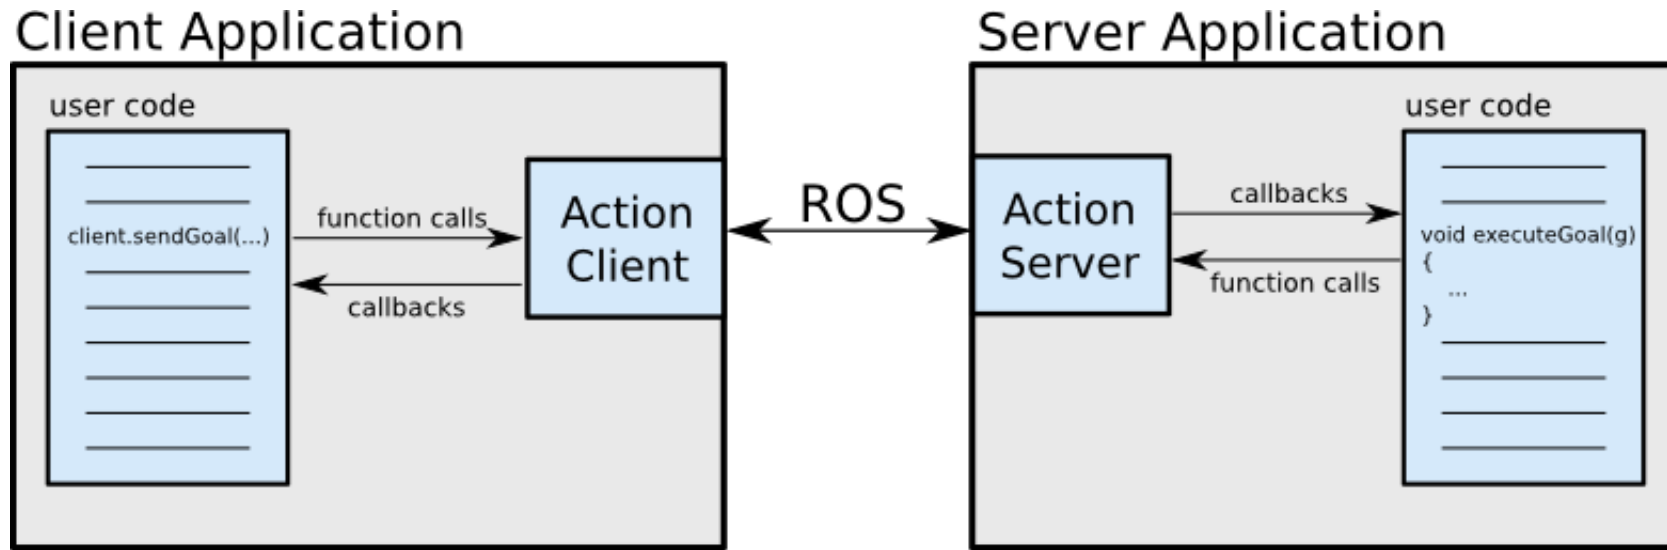 Client Application
user code
client.sendGoal(...)
function calls
callbacks
Action
Client
ROS
Server Application
Action
Server
callbacks
function calls
user code
void executeGoal(g)
{
...
}